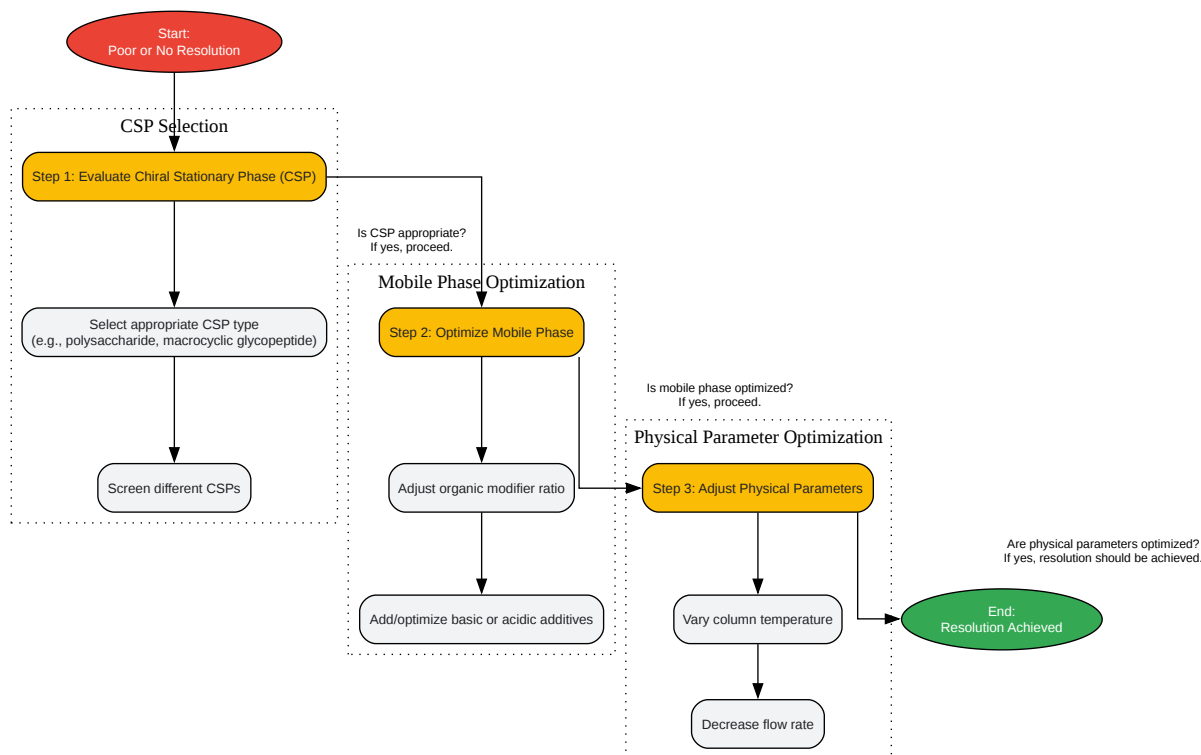 Start:
Poor or No Resolution
CSP Selection
Step 1: Evaluate Chiral Stationary Phase (CSP)
Is CSP appropriate?
If yes, proceed.
Select appropriate CSP type
(e.g., polysaccharide, macrocyclic glycopeptide)
Screen different CSPs
Mobile Phase Optimization
Step 2: Optimize Mobile Phase
Is mobile phase optimized?
If yes, proceed.
Adjust organic modifier ratio
Add/optimize basic or acidic additives
Physical Parameter Optimization
Step 3: Adjust Physical Parameters
Are physical parameters optimized?
If yes, resolution should be achieved.
Vary column temperature
Decrease flow rate
End:
Resolution Achieved